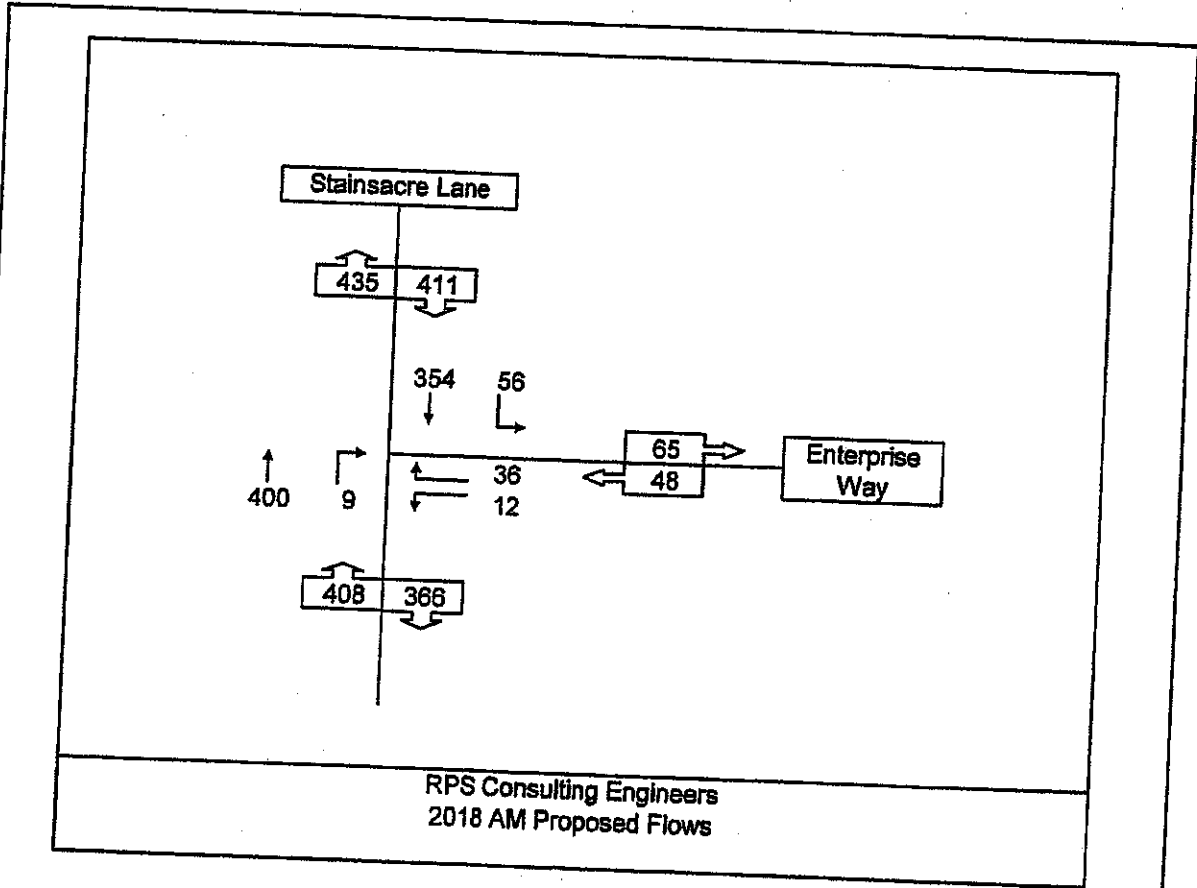 Stainsacre Lane
435 411
354 56
400 9
36
12
65
48
Enterprise
Way
408 366
RPS Consulting Engineers
2018 AM Proposed Flows